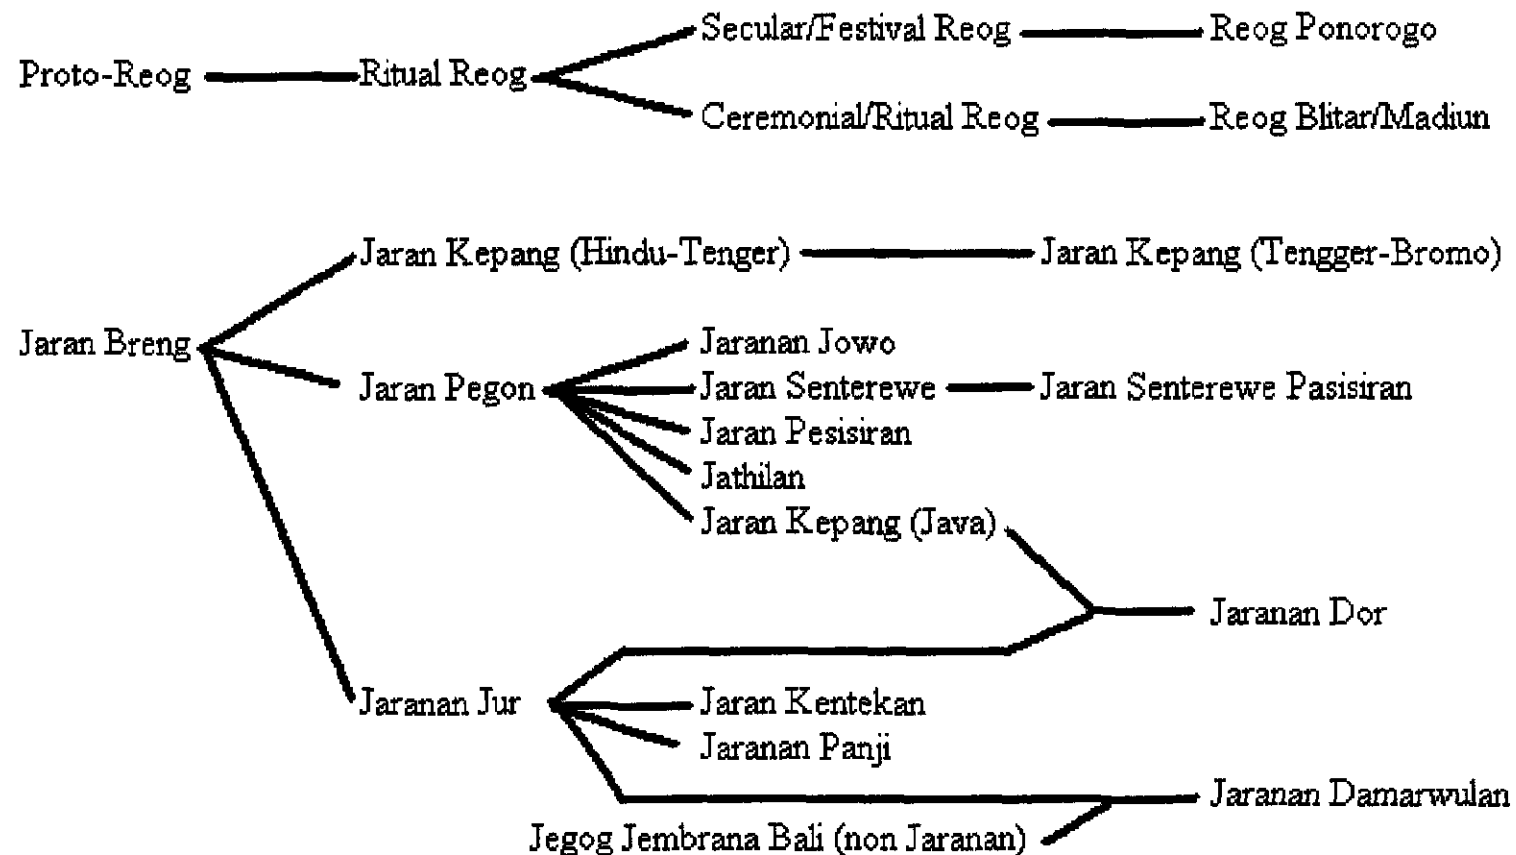 Secular/Festival Reog
Reog Ponorogo
Proto-Reog
Ritual Reog
Ceremonial/Ritual Reog
Reog Blitar/Madiun
Jaran Kepang (Hindu-Tenger)
Jaran Kepang (Tengger-Bromo)
Jaran Breng
Jaranan Jowo
Jaran Pegon
Jaran Senterewe
Jaran Senterewe Pasisiran
Jaran Pesisiran
Jathilan
Jaran Kepang (Java)
Jaranan Dor
Jaranan Jur
Jaran Kentekan
Jaranan Panji
Jaranan Damarwulan
Jegog Jembrana Bali (non Jaranan)